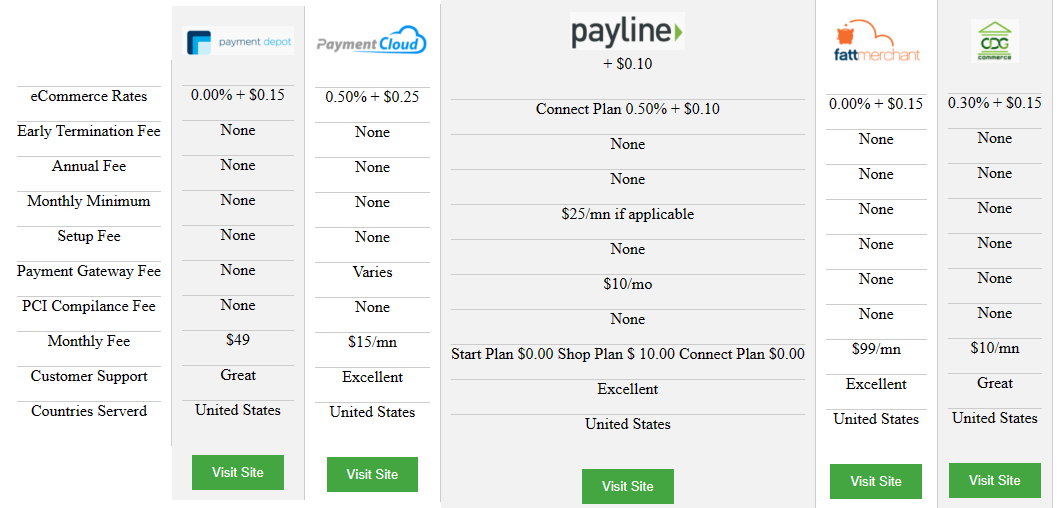 payment depot
PaymentCloud
payline
fattmerchant
CDG
commerce
+ $0.10
eCommerce Rates 0.00% + $0.15 0.50% + $0.25 Connect Plan 0.50% + $0.10 0.00% + $0.15 0.30% + $0.15
Early Termination Fee None None None None None
Annual Fee None None None None None
Monthly Minimum None None $25/mn if applicable None None
Setup Fee None None None None None
Payment Gateway Fee None Varies $10/mo None None
PCI Compilance Fee None None None None None
Monthly Fee $49 $15/mn Start Plan $0.00 Shop Plan $ 10.00 Connect Plan $0.00 $99/mn $10/mn
Customer Support Great Excellent Excellent Excellent Great
Countries Serverd United States United States United States United States United States
Visit Site Visit Site Visit Site Visit Site Visit Site